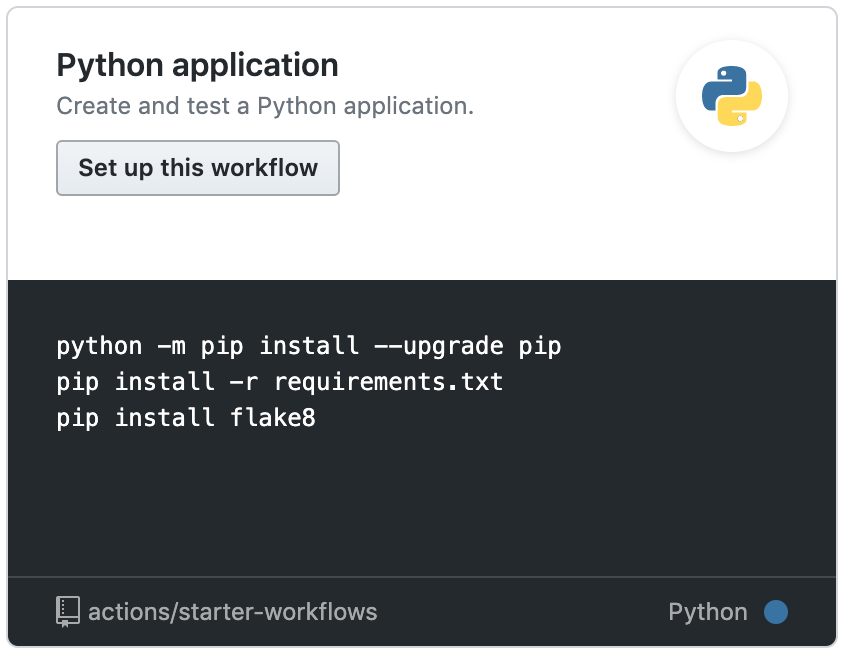 Python application
Create and test a Python application.
Set up this workflow
python -m pip install --upgrade pip
pip install -r requirements.txt
pip install flake8
actions/starter-workflows
Python